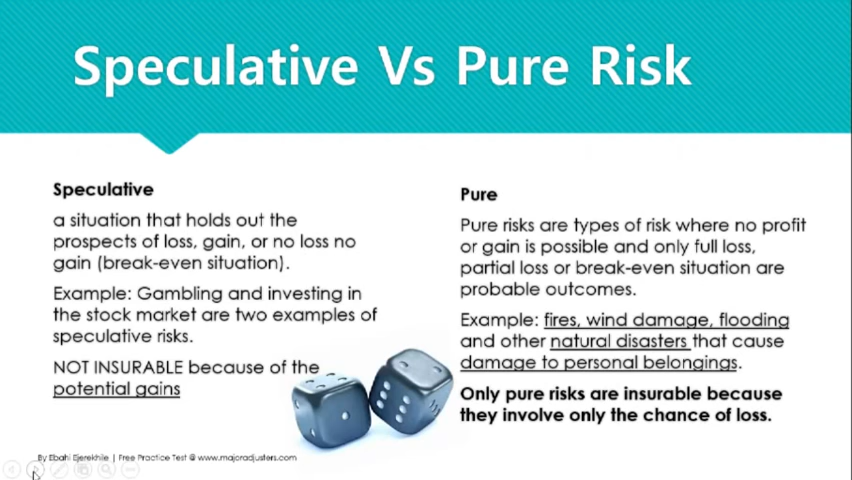 Speculative Vs Pure Risk
Speculative
a situation that holds out the
prospects of loss, gain, or no loss no
gain (break-even situation).
Example: Gambling and investing in
the stock market are two examples of
speculative risks.
NOT INSURABLE because of the
potential gains
Pure
Pure risks are types of risk where no profit
or gain is possible and only full loss,
partial loss or break-even situation are
probable outcomes.
Example: fires, wind damage, flooding
and other natural disasters that cause
damage to personal belongings.
Only pure risks are insurable because
they involve only the chance of loss.
By Ebahi Ejerekhile | Free Practice Test @ www.majoradjusters.com